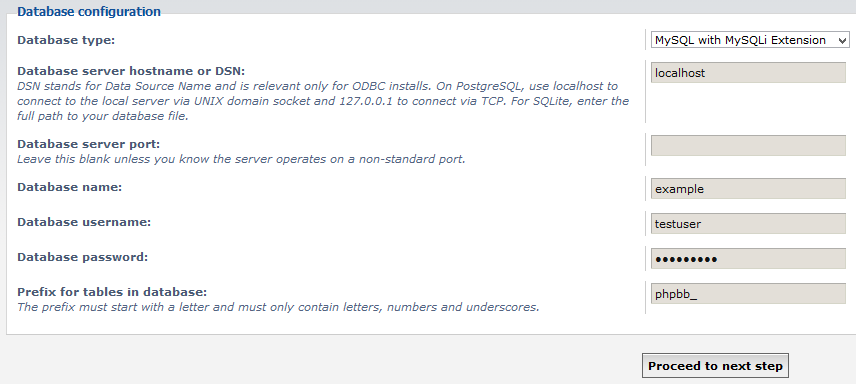 Database configuration
Database type:
MySQL with MySQLi Extension
Database server hostname or DSN:
localhost
DSN stands for Data Source Name and is relevant only for ODBC installs. On PostgreSQL, use localhost to
connect to the local server via UNIX domain socket and 127.0.0.1 to connect via TCP. For SQLite, enter the
full path to your database file.
Database server port:
Leave this blank unless you know the server operates on a non-standard port.
Database name:
example
Database username:
testuser
Database password:
•••••••••
Prefix for tables in database:
phpbb_
The prefix must start with a letter and must only contain letters, numbers and underscores.
Proceed to next step